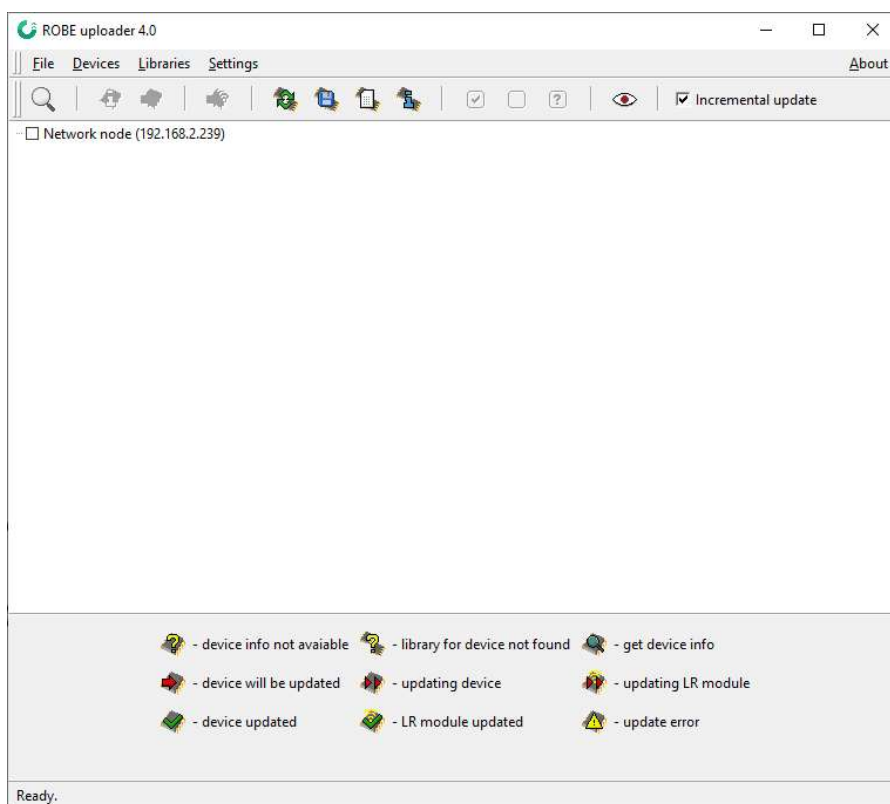 ROBE uploader 4.0
File Devices Libraries Settings About
Incremental update
Network node (192.168.2.239)
- device info not avaiable - library for device not found - get device info
- device will be updated - updating device - updating LR module
- device updated - LR module updated - update error
Ready.